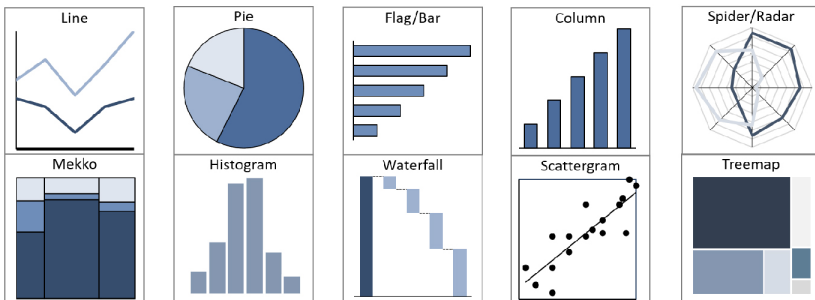 Line
Pie
Flag/Bar
Column
Spider/Radar
Mekko
Histogram
Waterfall
Scattergram
Treemap